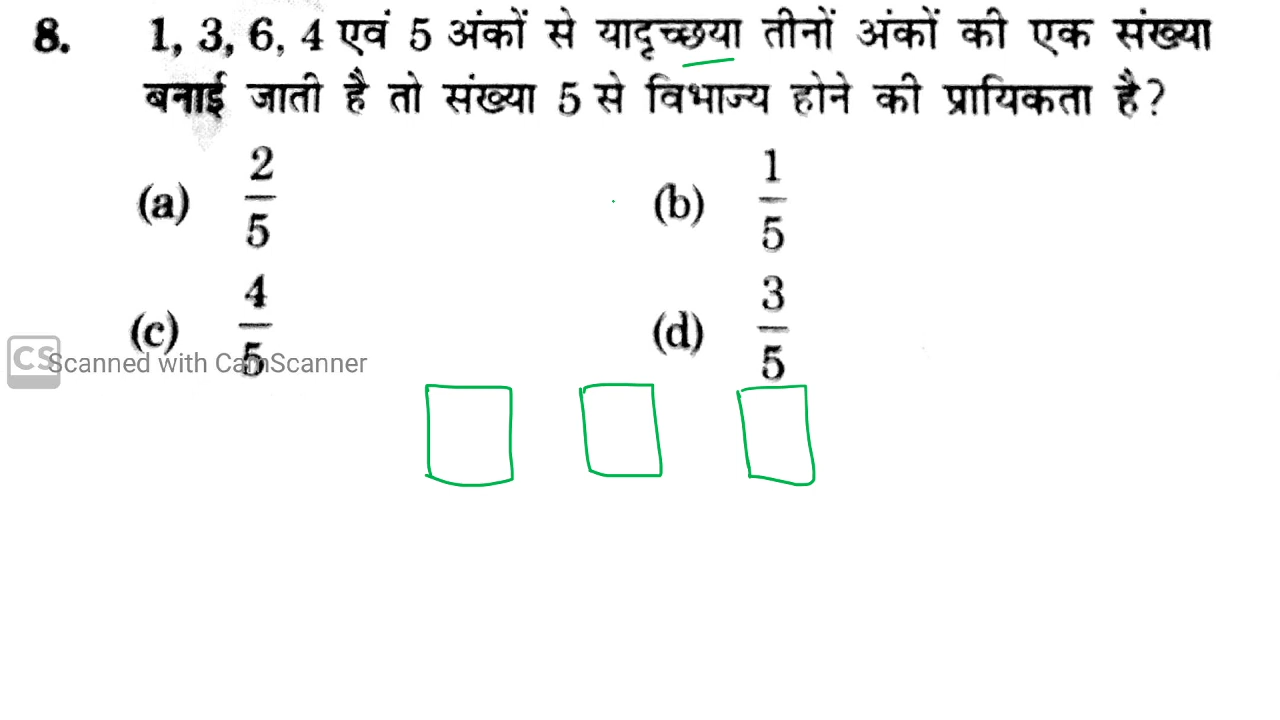 8. 1, 3, 6, 4 एवं 5 अंकों से यादृच्छया तीनों अंकों की एक संख्या
बनाई जाती है तो संख्या 5 से विभाज्य होने की प्रायिकता है?
(a) 2/5 (b) 1/5
(c) 4/5 (d) 3/5
CS Scanned with CamScanner